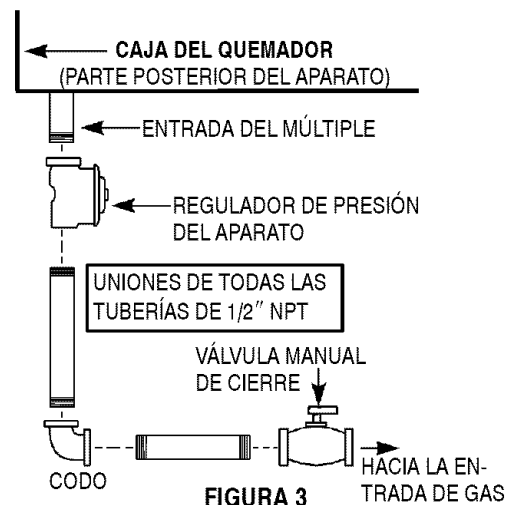 CAJA DEL QUEMADOR
(PARTE POSTERIOR DEL APARATO)
ENTRADA DEL MÚLTIPLE
REGULADOR DE PRESIÓN
DEL APARATO
UNIONES DE TODAS LAS
TUBERÍAS DE 1/2" NPT
VÁLVULA MANUAL
DE CIERRE
CODO
HACIA LA EN-
TRADA DE GAS
FIGURA 3